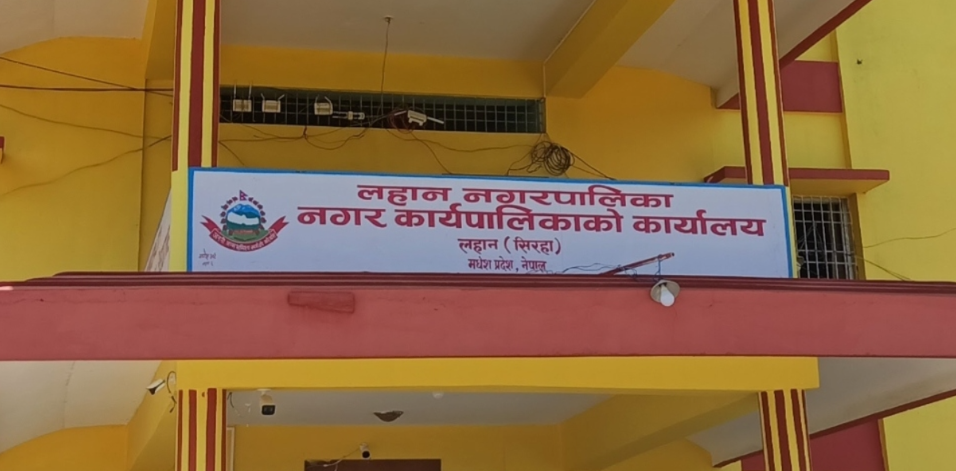 लहान नगरपालिका
नगर कार्यपालिकाको कार्यालय
लहान (सिरहा)
मधेश प्रदेश, नेपाल